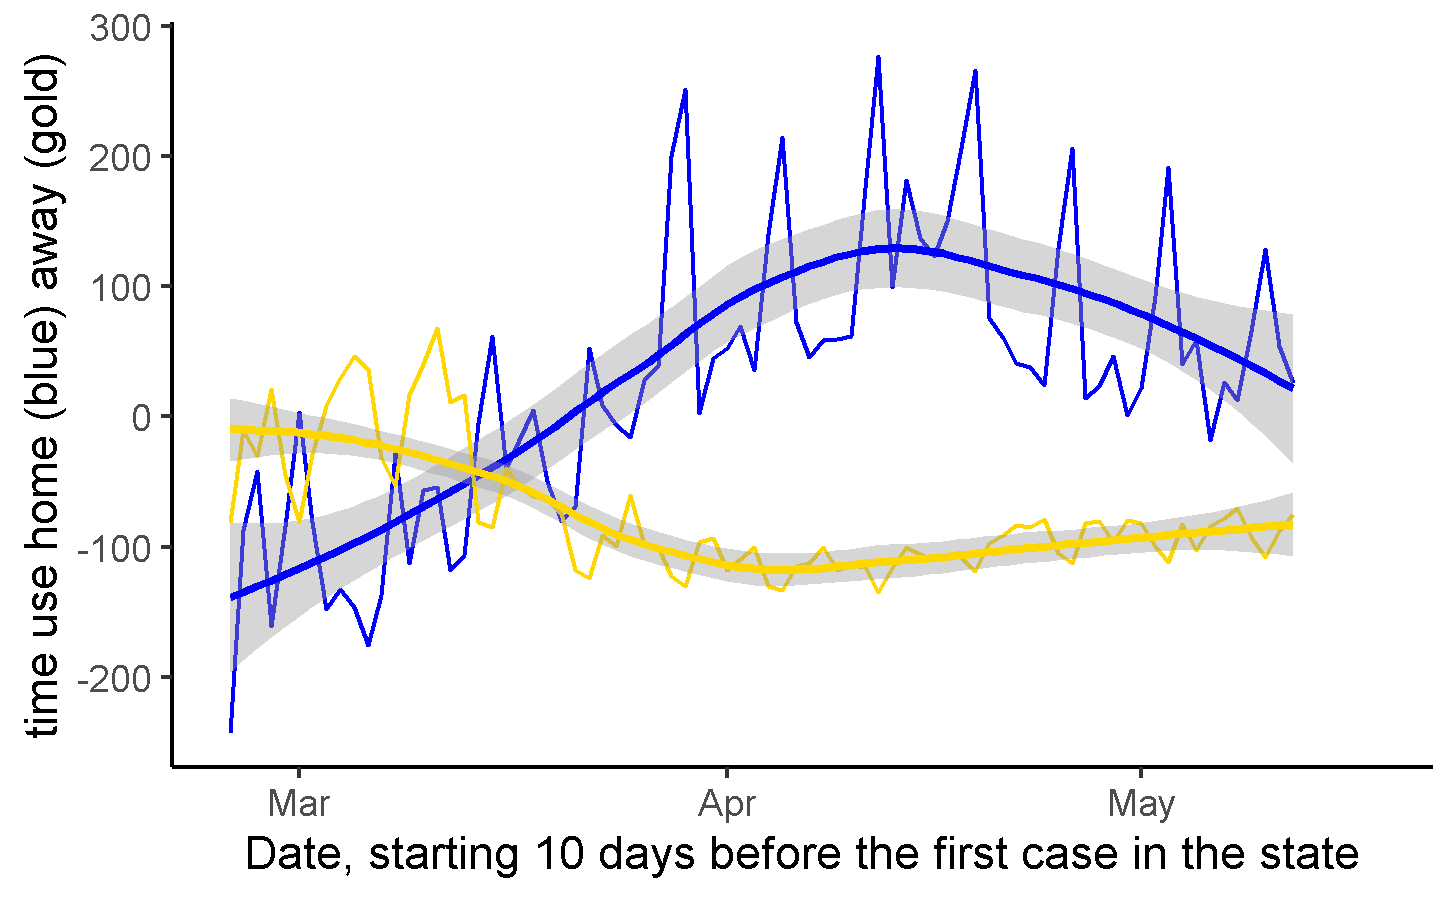 time use home (blue) away (gold)
300
200
100
0
-100
-200
Mar
Apr
May
Date, starting 10 days before the first case in the state